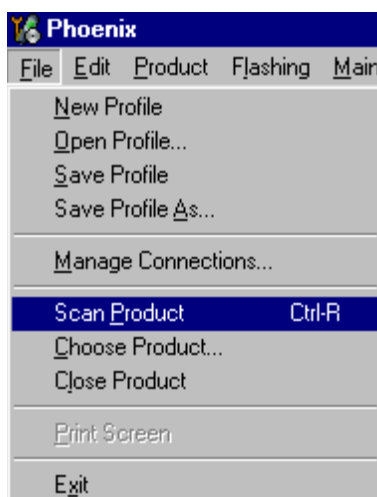 Phoenix
File Edit Product Flashing Main
New Profile
Open Profile...
Save Profile
Save Profile As...
Manage Connections...
Scan Product Ctrl-R
Choose Product...
Close Product
Print Screen
Exit